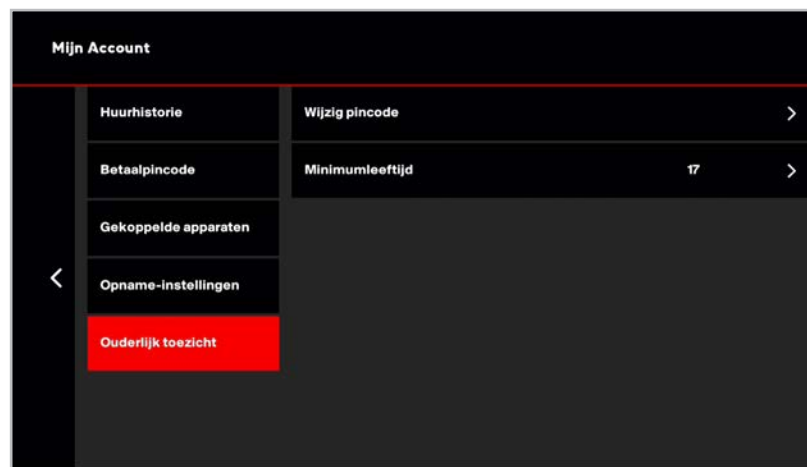 Mijn Account
Huurhistorie
Betaalpincode
Gekoppelde apparaten
Opname-instellingen
Ouderlijk toezicht
Wijzig pincode
Minimumleeftijd 17